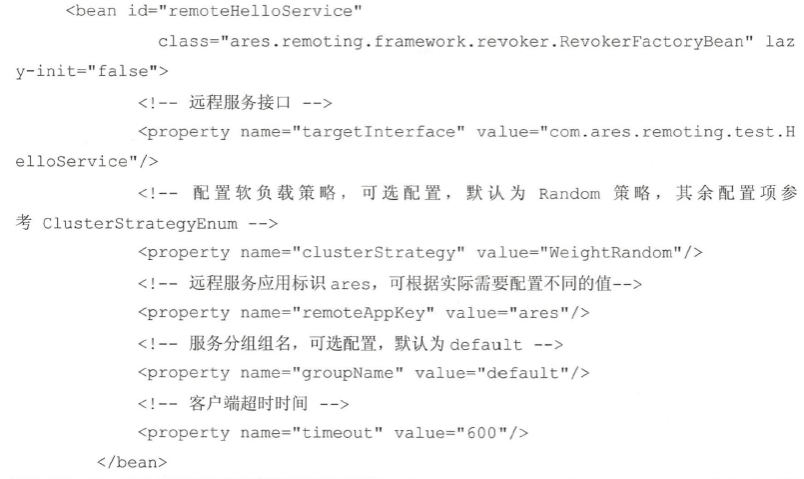 <bean id="remoteHelloService"
class="ares.remoting.framework.revoker.RevokerFactoryBean" laz
y-init="false">
<!-- 远程服务接口 -->
<property name="targetInterface" value="com.ares.remoting.test.H
elloService"/>
<!-- 配置软负载策略，可选配置，默认为 Random 策略，其余配置项参
考 ClusterStrategyEnum -->
<property name="clusterStrategy" value="WeightRandom"/>
<!-- 远程服务应用标识 ares，可根据实际需要配置不同的值-->
<property name="remoteAppKey" value="ares"/>
<!-- 服务分组组名，可选配置，默认为 default -->
<property name="groupName" value="default"/>
<!-- 客户端超时时间 -->
<property name="timeout" value="600"/>
</bean>